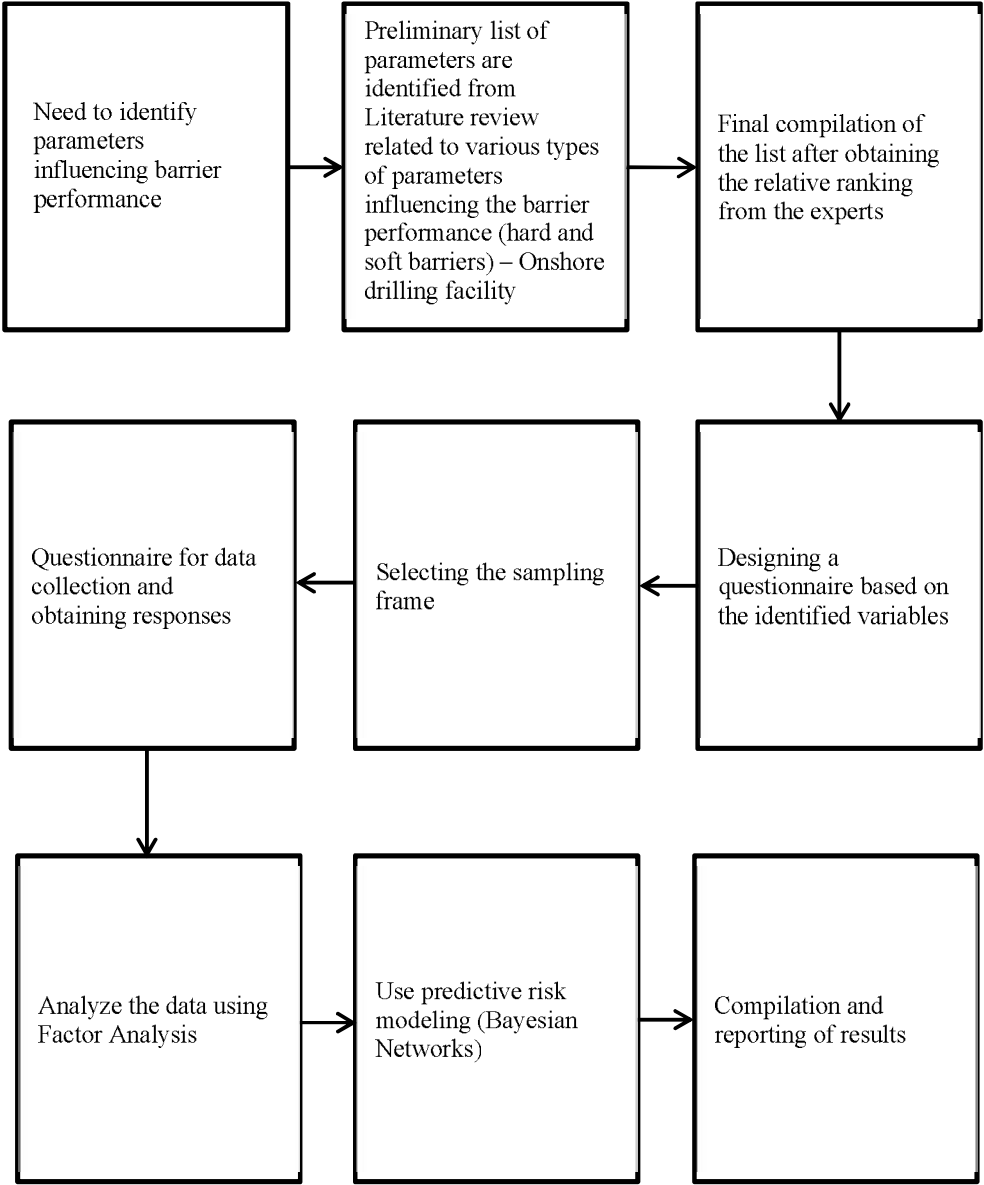 Need to identify
parameters
influencing barrier
performance
Preliminary list of
parameters are
identified from
Literature review
related to various types
of parameters
influencing the barrier
performance (hard and
soft barriers) – Onshore
drilling facility
Final compilation of
the list after obtaining
the relative ranking
from the experts
Designing a
questionnaire based on
the identified variables
Selecting the sampling
frame
Questionnaire for data
collection and
obtaining responses
Analyze the data using
Factor Analysis
Use predictive risk
modeling (Bayesian
Networks)
Compilation and
reporting of results